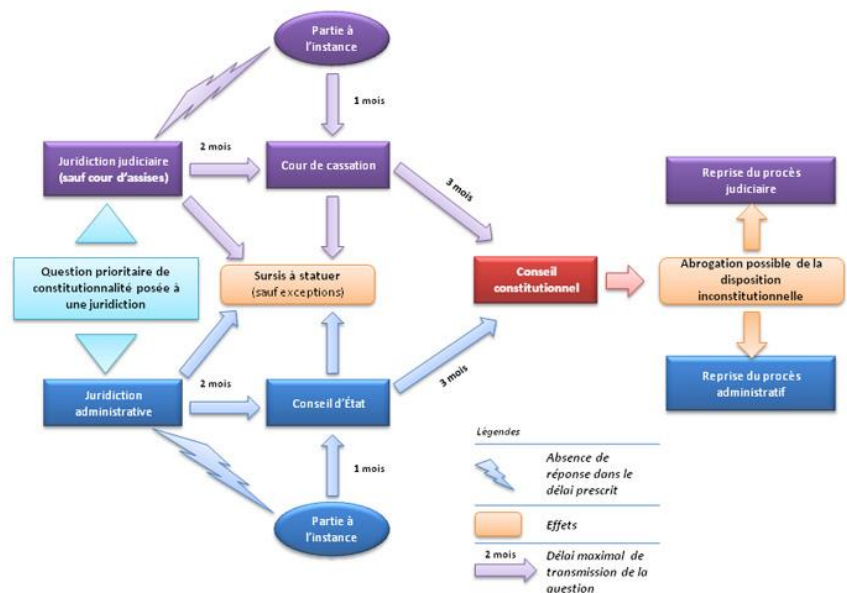 Partie à
l'instance
1 mois
Juridiction judiciaire
(sauf cour d'assises)
2 mois
Cour de cassation
3 mois
Reprise du procès
judiciaire
Question prioritaire de
constitutionnalité posée à
une juridiction
Sursis à statuer
(sauf exceptions)
Conseil
constitutionnel
Abrogation possible de la
disposition
inconstitutionnelle
Juridiction
administrative
2 mois
Conseil d'État
3 mois
Reprise du procès
administratif
1 mois
Partie à
l'instance
Légendes
Absence de
réponse dans le
délai prescrit
Effets
2 mois
Délai maximal de
transmission de la
question